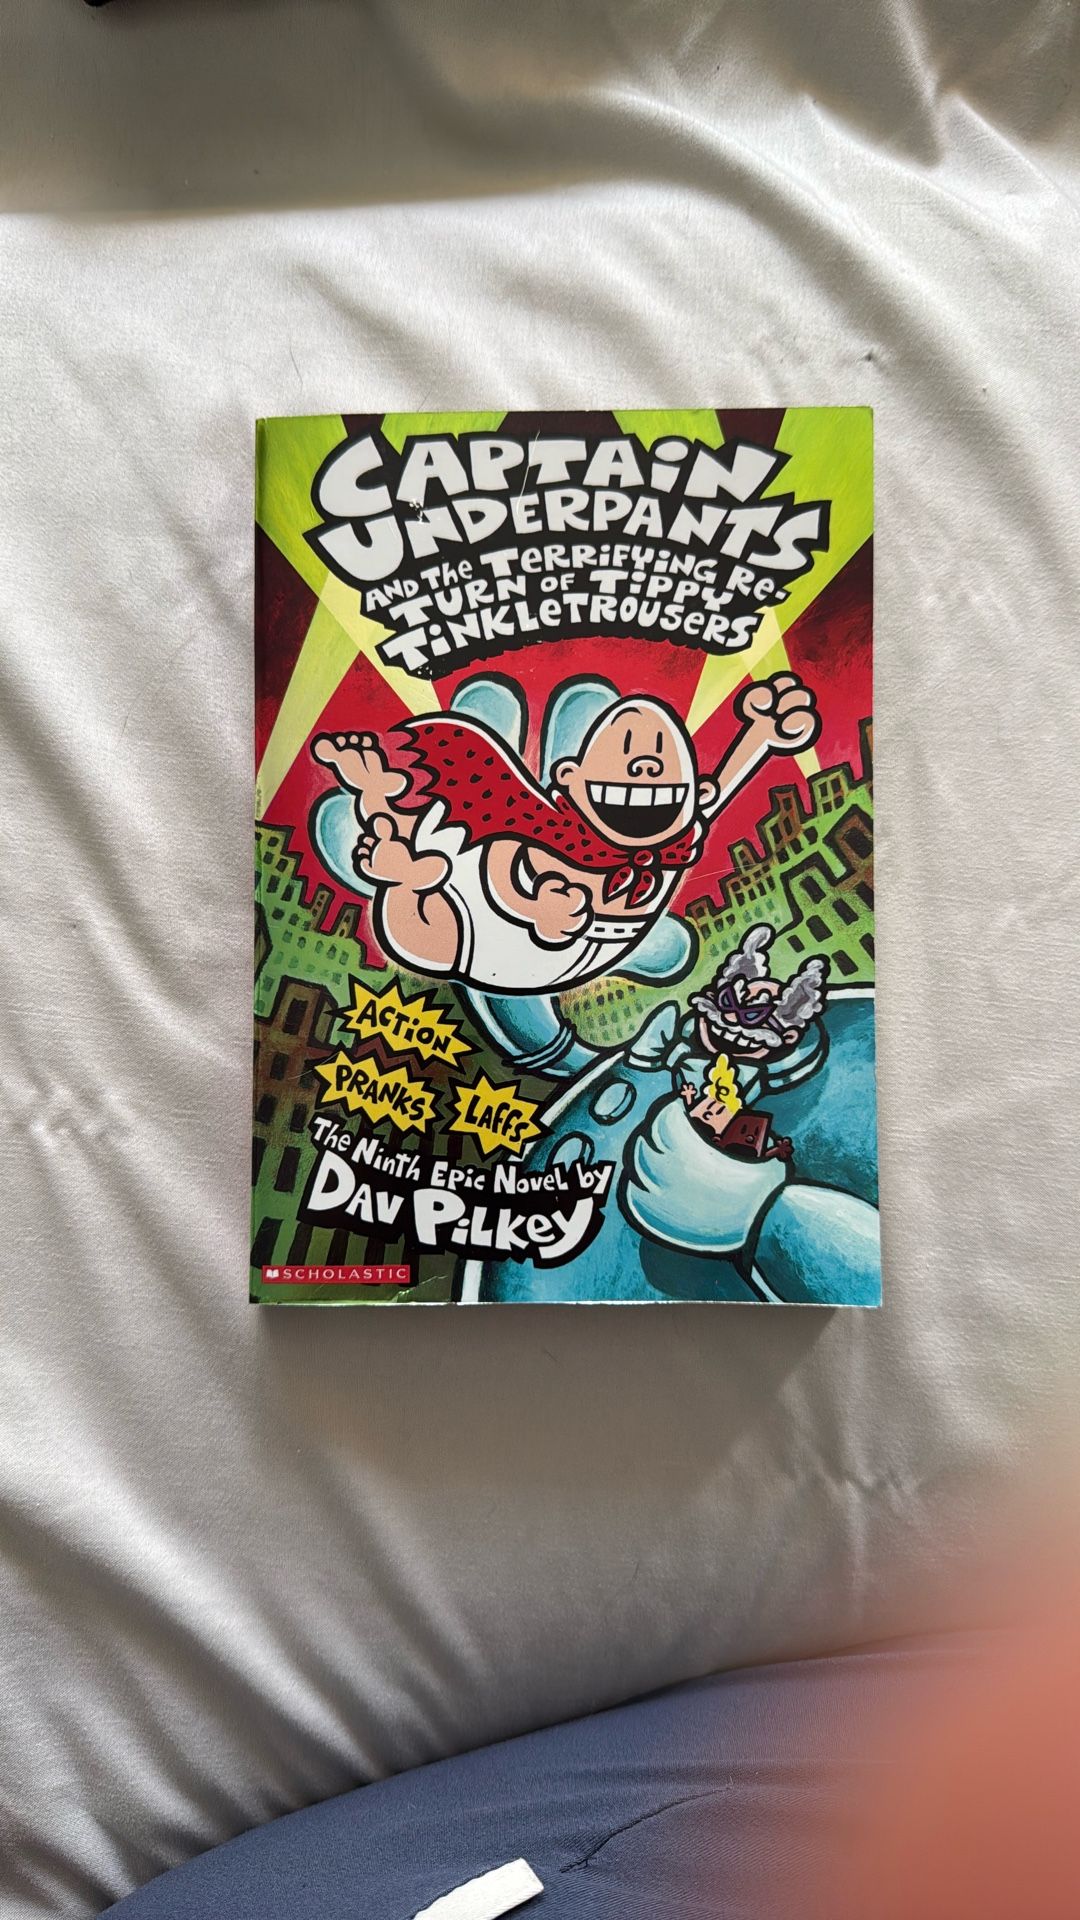 CAPTAIN
UNDERPANTS
AND THE TERRIFYING RE-
TURN OF TIPPY
TINKLETROUSERS
ACTION
PRANKS
LAFFS
The Ninth Epic Novel by
DAV PILKEY
SCHOLASTIC